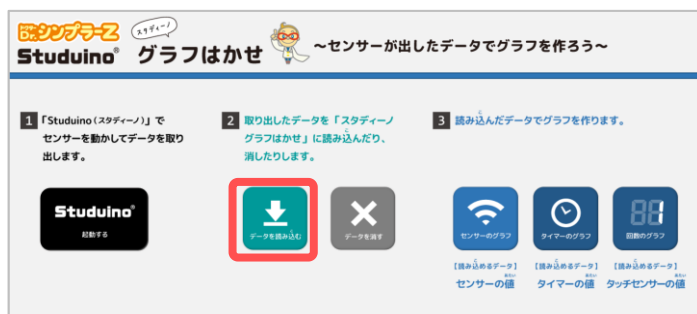 シンプラーZ
スタディーノ
Studuino® グラフはかせ ～センサーが出したデータでグラフを作ろう～
1 「Studuino(スタディーノ)」で
センサーを動かしてデータを取り
出します。
Studuino®
起動する
2 取り出したデータを「スタディーノ
グラフはかせ」に読み込んだり、
消したりします。
データを読み込む
データを消す
3 読み込んだデータでグラフを作ります。
センサーのグラフ
タイマーのグラフ
回数のグラフ
【読み込めるデータ】
センサーの値
【読み込めるデータ】
タイマーの値
【読み込めるデータ】
タッチセンサーの値